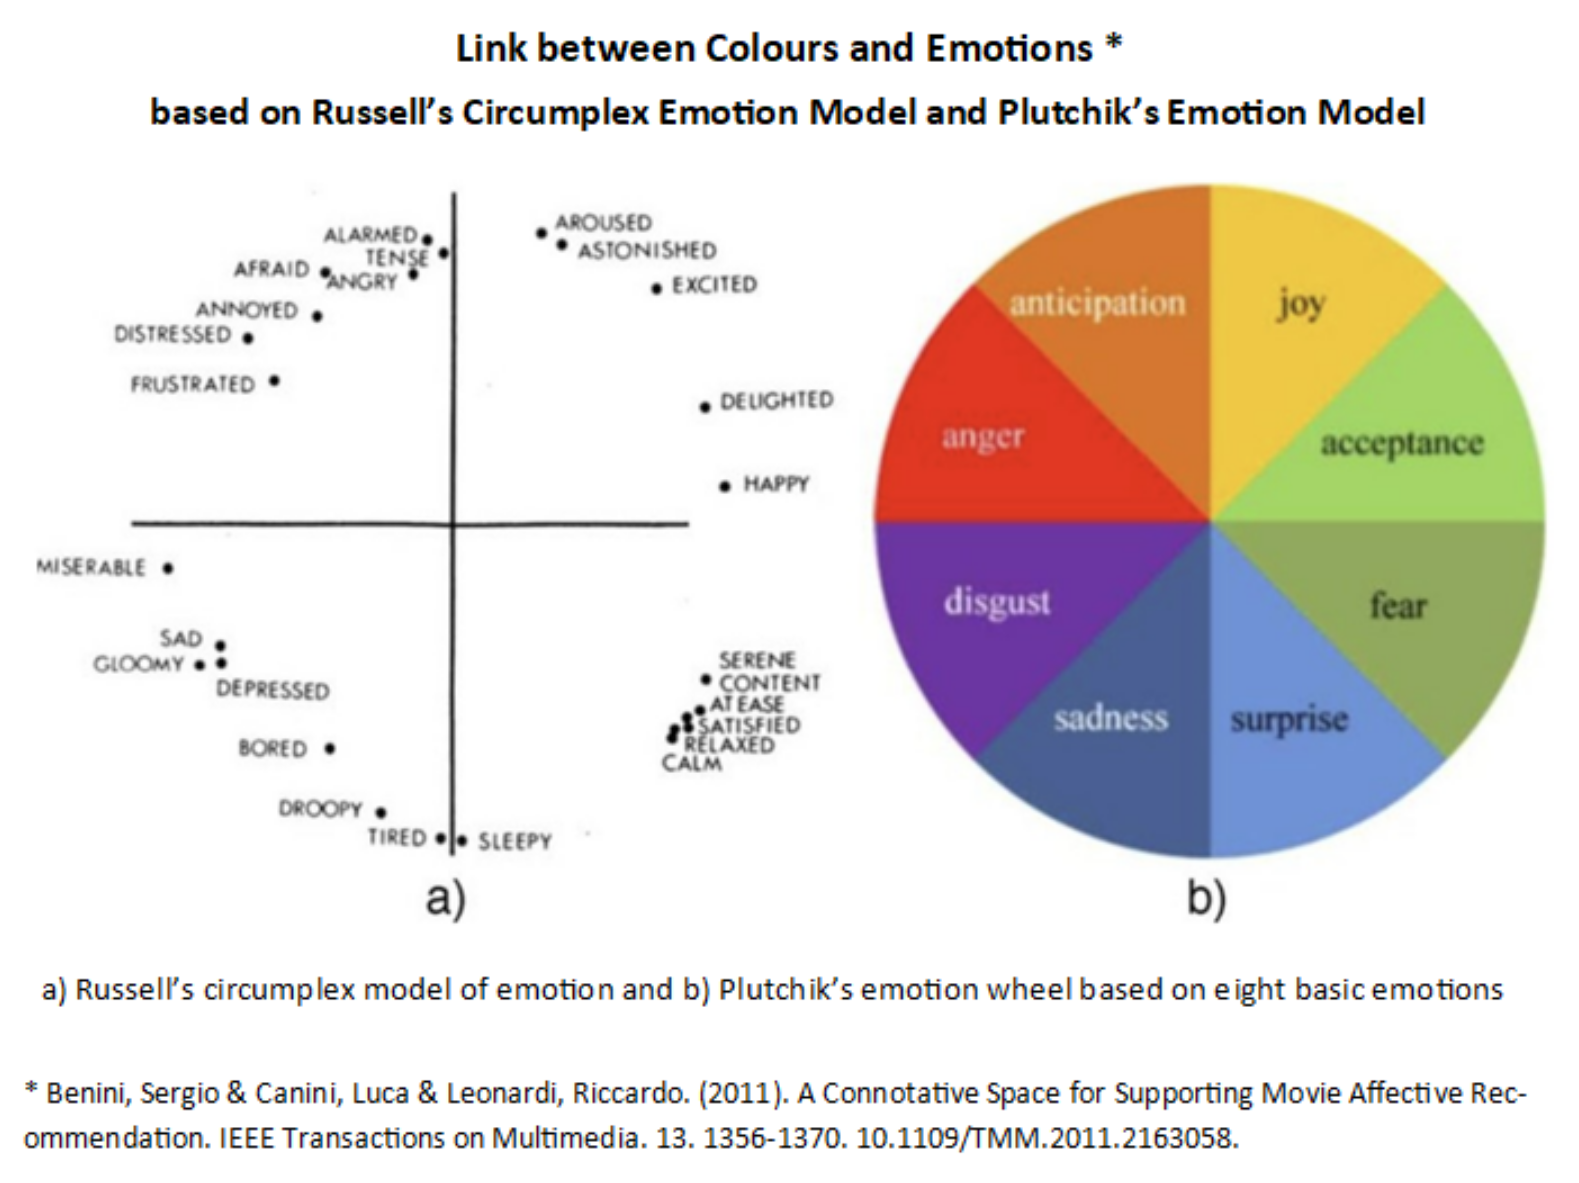 Link between Colours and Emotions *
based on Russell’s Circumplex Emotion Model and Plutchik’s Emotion Model
ALARMED
TENSE
AFRAID
ANGRY
ANNOYED
DISTRESSED
FRUSTRATED
AROUSED
ASTONISHED
EXCITED
DELIGHTED
HAPPY
MISERABLE
SAD
GLOOMY
DEPRESSED
BORED
DROOPY
TIRED
SLEEPY
SERENE
CONTENT
AT EASE
SATISFIED
RELAXED
CALM
a)
anticipation
joy
anger
acceptance
disgust
fear
sadness
surprise
b)
a) Russell’s circumplex model of emotion and b) Plutchik’s emotion wheel based on eight basic emotions
* Benini, Sergio & Canini, Luca & Leonardi, Riccardo. (2011). A Connotative Space for Supporting Movie Affective Rec-
ommendation. IEEE Transactions on Multimedia. 13. 1356-1370. 10.1109/TMM.2011.2163058.